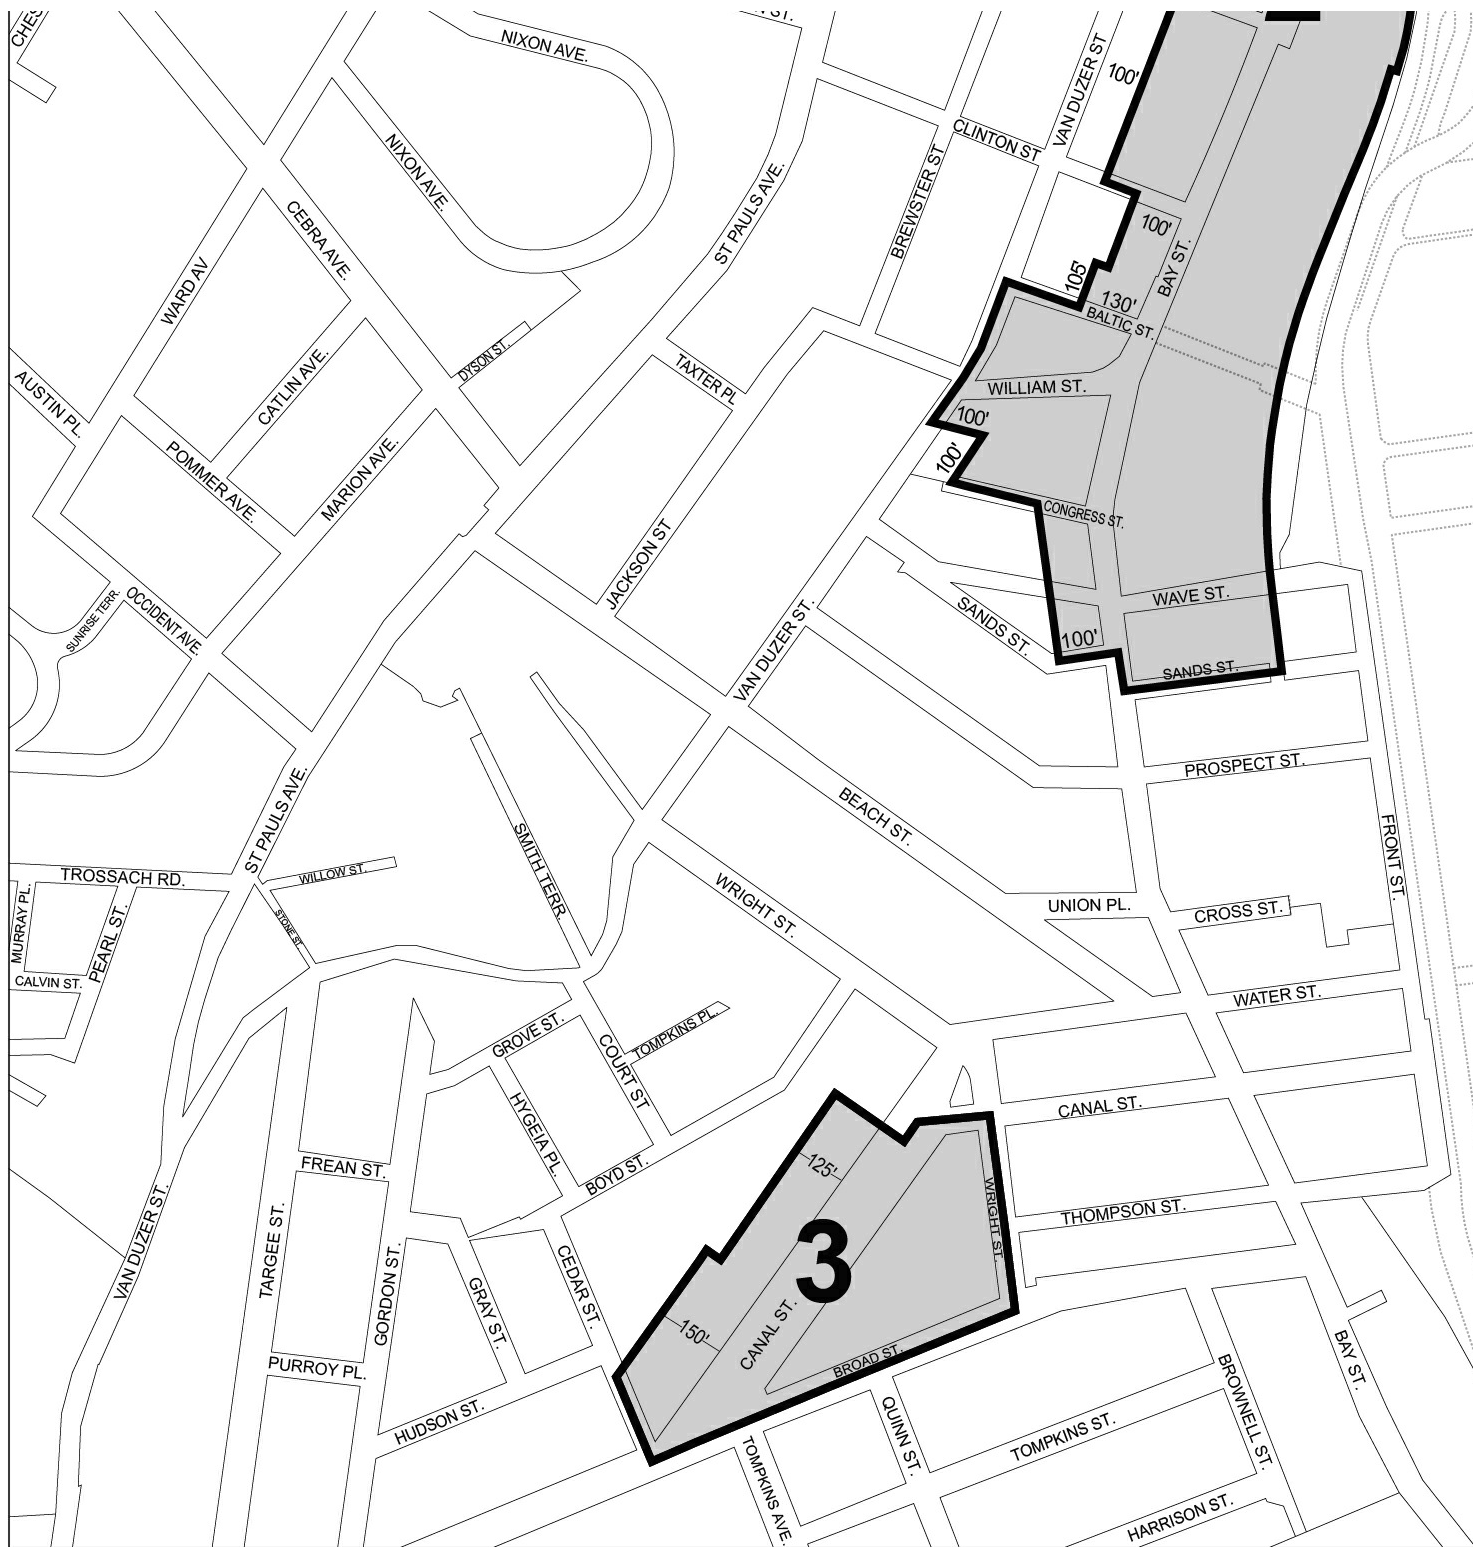 CHES
NIXON AVE.
N ST.
VAN DUZER ST
100'
NIXON AVE.
CLINTON ST
ST PAULS AVE.
BREWSTER ST
CEBRA AVE.
100'
WARD AV
105'
BAY ST.
130'
BALTIC ST.
DYSON ST.
TAXTER PL
WILLIAM ST.
AUSTIN PL.
CATLIN AVE.
100'
100'
POMMER AVE.
MARION AVE.
CONGRESS ST.
JACKSON ST
WAVE ST.
SUNRISE TERR.
OCCIDENT AVE.
SANDS ST.
100'
VAN DUZER ST.
SANDS ST.
PROSPECT ST.
ST PAULS AVE.
BEACH ST.
FRONT ST.
SMITH TERR.
TROSSACH RD.
WILLOW ST.
WRIGHT ST.
UNION PL.
CROSS ST.
MURRAY PL.
PEARL ST.
STONE ST
CALVIN ST.
WATER ST.
GROVE ST.
TOMPKINS PL.
COURT ST
CANAL ST.
HYGEIA PL.
FREAN ST.
BOYD ST.
125'
WRIGHT ST.
THOMPSON ST.
VAN DUZER ST.
TARGEE ST.
GORDON ST.
3
CEDAR ST.
GRAY ST.
150'
CANAL ST.
BROAD ST.
BAY ST.
PURROY PL.
HUDSON ST.
QUINN ST.
BROWNELL ST.
TOMPKINS ST.
TOMPKINS AVE.
HARRISON ST.